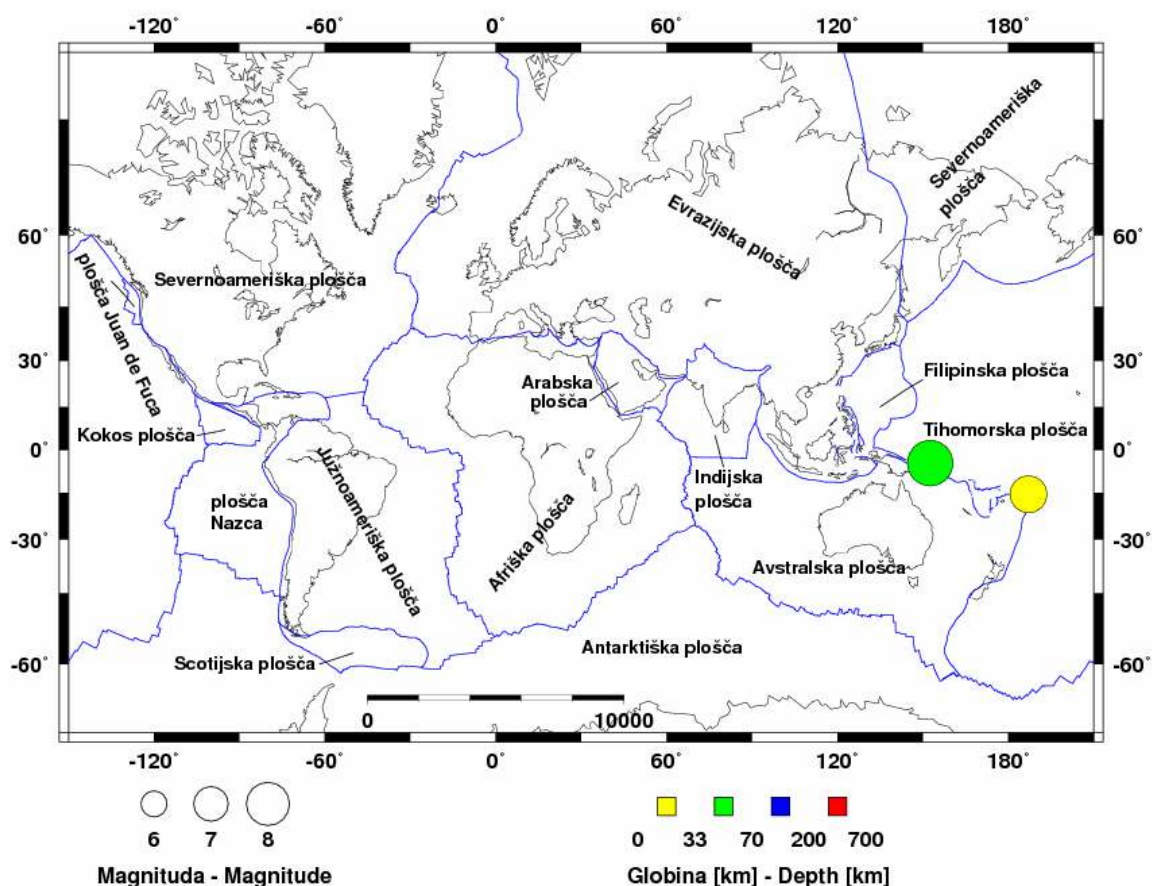 -120° -60° 0° 60° 120° 180°
60° 60°
30° 30°
0° 0°
-30° -30°
-60° -60°
Severnoameriška
plošča
Evrazijska plošča
Severnoameriška plošča
plošča Juan de Fuca
Arabska
plošča
Filipinska plošča
Kokos plošča
Tihomorska plošča
Južnoameriška plošča
Indijska
plošča
plošča
Nazca
Afriška plošča
Avstralska plošča
Antarktiška plošča
Scotijska plošča
0 10000
-120° -60° 0° 60° 120° 180°
6 7 8
0 33 70 200 700
Magnituda - Magnitude
Globina [km] - Depth [km]